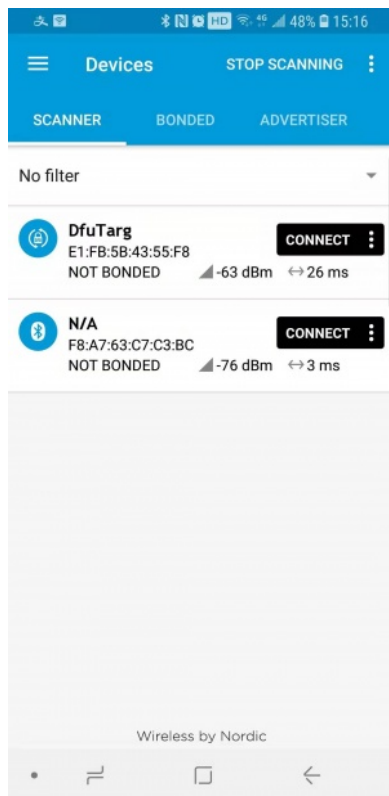 HD 4G 48% 15:16
Devices STOP SCANNING
SCANNER BONDED ADVERTISER
No filter
DfuTarg
CONNECT
E1:FB:5B:43:55:F8
NOT BONDED -63 dBm ↔ 26 ms
N/A
CONNECT
F8:A7:63:C7:C3:BC
NOT BONDED -76 dBm ↔ 3 ms
Wireless by Nordic